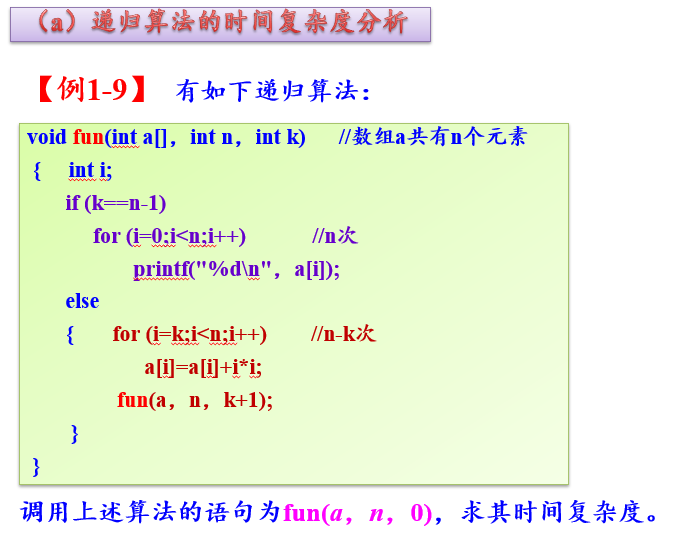 （a）递归算法的时间复杂度分析
【例1-9】 有如下递归算法：
void fun(int a[]，int n，int k) //数组a共有n个元素
{ int i;
if (k==n-1)
for (i=0;i<n;i++) //n次
printf("%d\n"，a[i]);
else
{ for (i=k;i<n;i++) //n-k次
a[i]=a[i]+i*i;
fun(a，n，k+1);
}
}
调用上述算法的语句为fun(a，n，0)，求其时间复杂度。